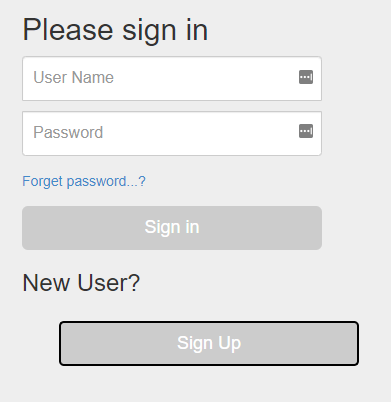 Please sign in
User Name
Password
Forget password...?
Sign in
New User?
Sign Up